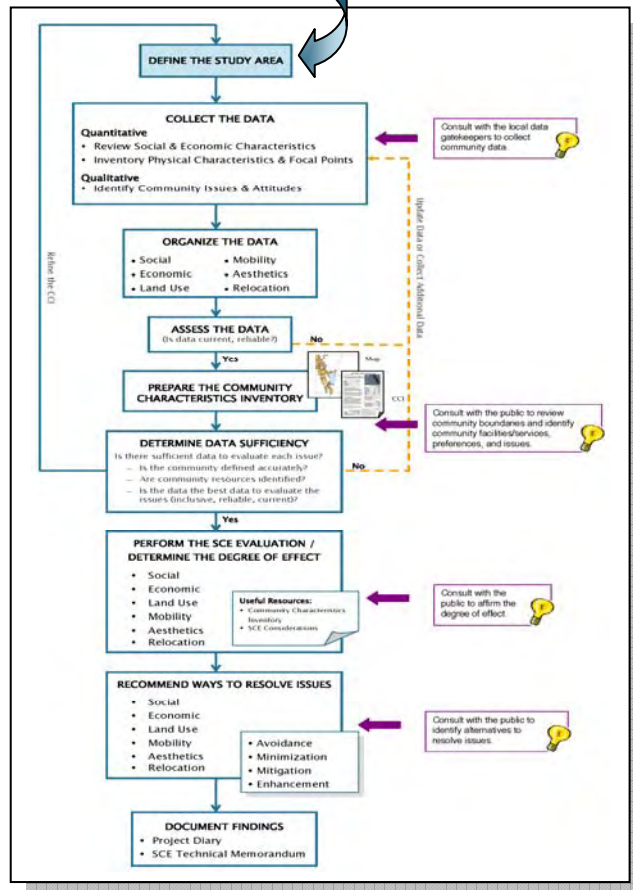 DEFINE THE STUDY AREA
COLLECT THE DATA
Quantitative
• Review Social & Economic Characteristics
• Inventory Physical Characteristics & Focal Points
Qualitative
• Identify Community Issues & Attitudes
Consult with the local data
gatekeepers to collect
community data.
ORGANIZE THE DATA
• Social
• Economic
• Land Use
• Mobility
• Aesthetics
• Relocation
Refine the CCI
Update Data or Collect Additional Data
ASSESS THE DATA
(Is data current, reliable?)
No
Yes
Map
CCI
PREPARE THE COMMUNITY
CHARACTERISTICS INVENTORY
Consult with the public to review
community boundaries and identify
community facilities/services,
preferences, and issues.
DETERMINE DATA SUFFICIENCY
Is there sufficient data to evaluate each issue?
– Is the community defined accurately?
– Are community resources identified?
– Is the data the best data to evaluate the
issues (inclusive, reliable, current)?
No
Yes
PERFORM THE SCE EVALUATION /
DETERMINE THE DEGREE OF EFFECT
• Social
• Economic
• Land Use
• Mobility
• Aesthetics
• Relocation
Useful Resources:
• Community Characteristics
Inventory
• SCE Considerations
Consult with the
public to affirm the
degree of effect
RECOMMEND WAYS TO RESOLVE ISSUES
• Social
• Economic
• Land Use
• Mobility
• Aesthetics
• Relocation
• Avoidance
• Minimization
• Mitigation
• Enhancement
Consult with the public to
identify alternatives to
resolve issues.
DOCUMENT FINDINGS
• Project Diary
• SCE Technical Memorandum